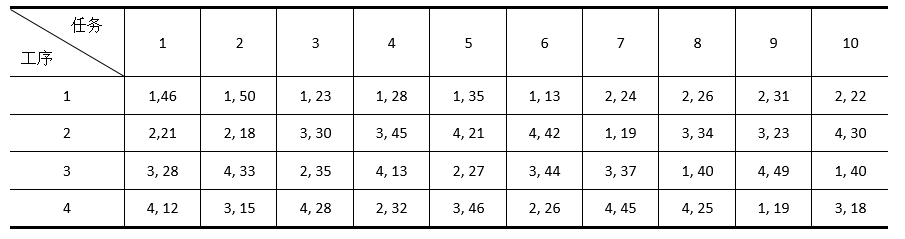 任务
工序
1 2 3 4 5 6 7 8 9 10
1 1,46 1, 50 1, 23 1, 28 1, 35 1, 13 2, 24 2, 26 2, 31 2, 22
2 2,21 2, 18 3, 30 3, 45 4, 21 4, 42 1, 19 3, 34 3, 23 4, 30
3 3, 28 4, 33 2, 35 4, 13 2, 27 3, 44 3, 37 1, 40 4, 49 1, 40
4 4, 12 3, 15 4, 28 2, 32 3, 46 2, 26 4, 45 4, 25 1, 19 3, 18